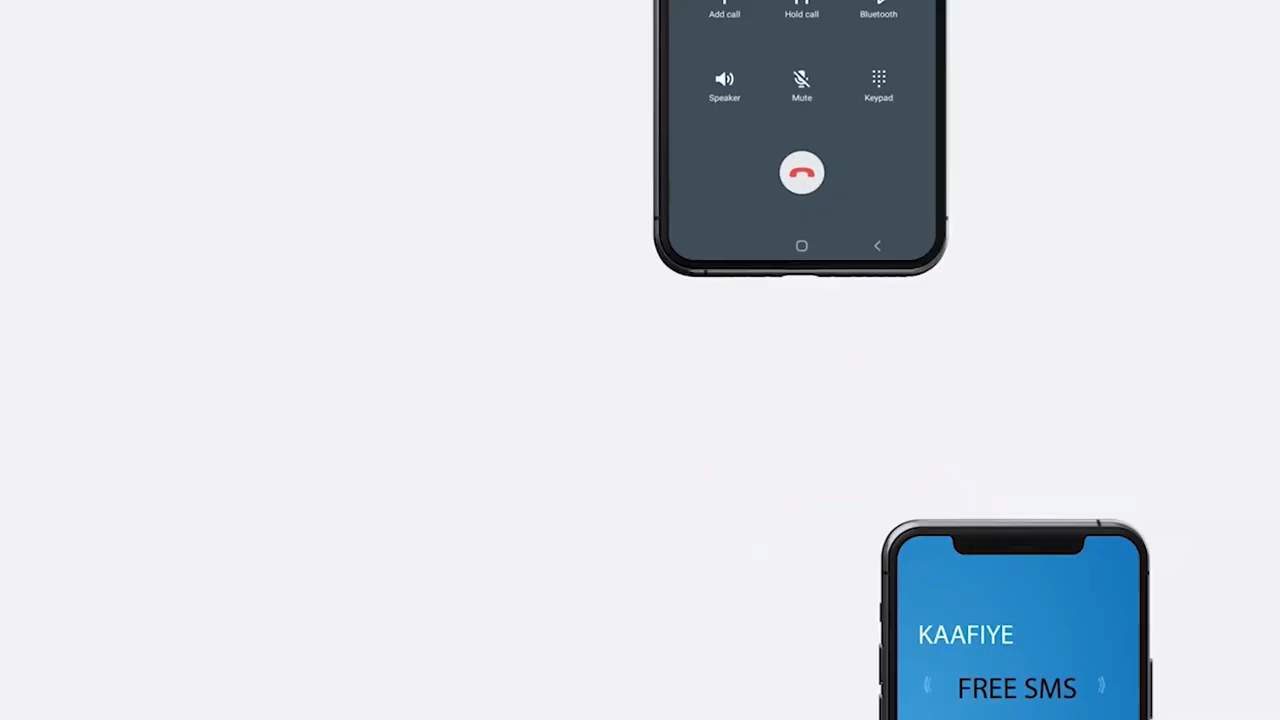 Add call Hold call Bluetooth
Speaker Mute Keypad
KAAFIYE
FREE SMS